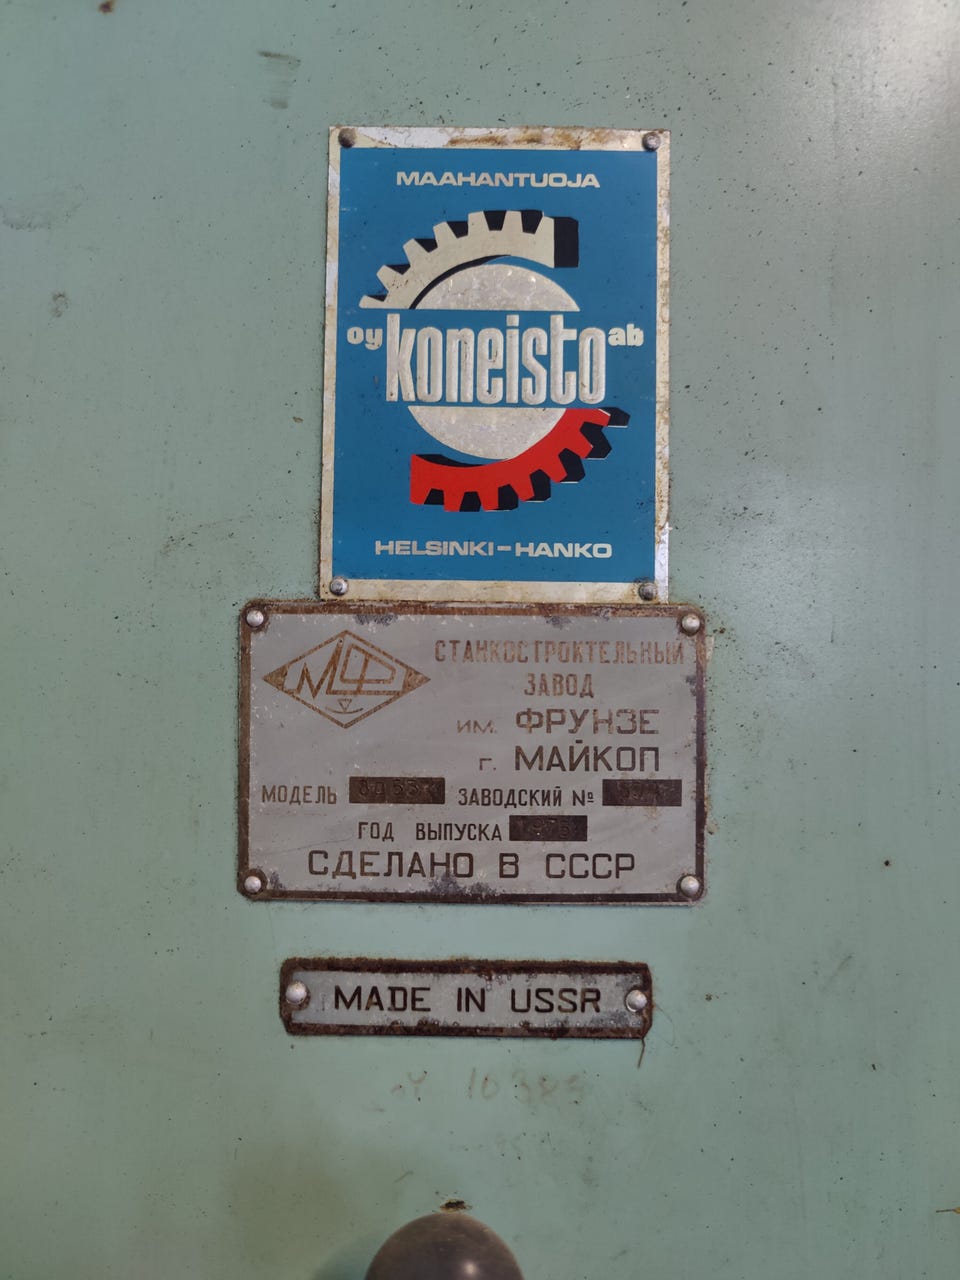 MAAHANTUOJA
oy koneisto ab
HELSINKI-HANKO
МФ
СТАНКОСТРОИТЕЛЬНЫЙ
ЗАВОД
им. ФРУНЗЕ
г. МАЙКОП
МОДЕЛЬ ЗАВОДСКИЙ №
ГОД ВЫПУСКА
СДЕЛАНО В СССР
MADE IN USSR